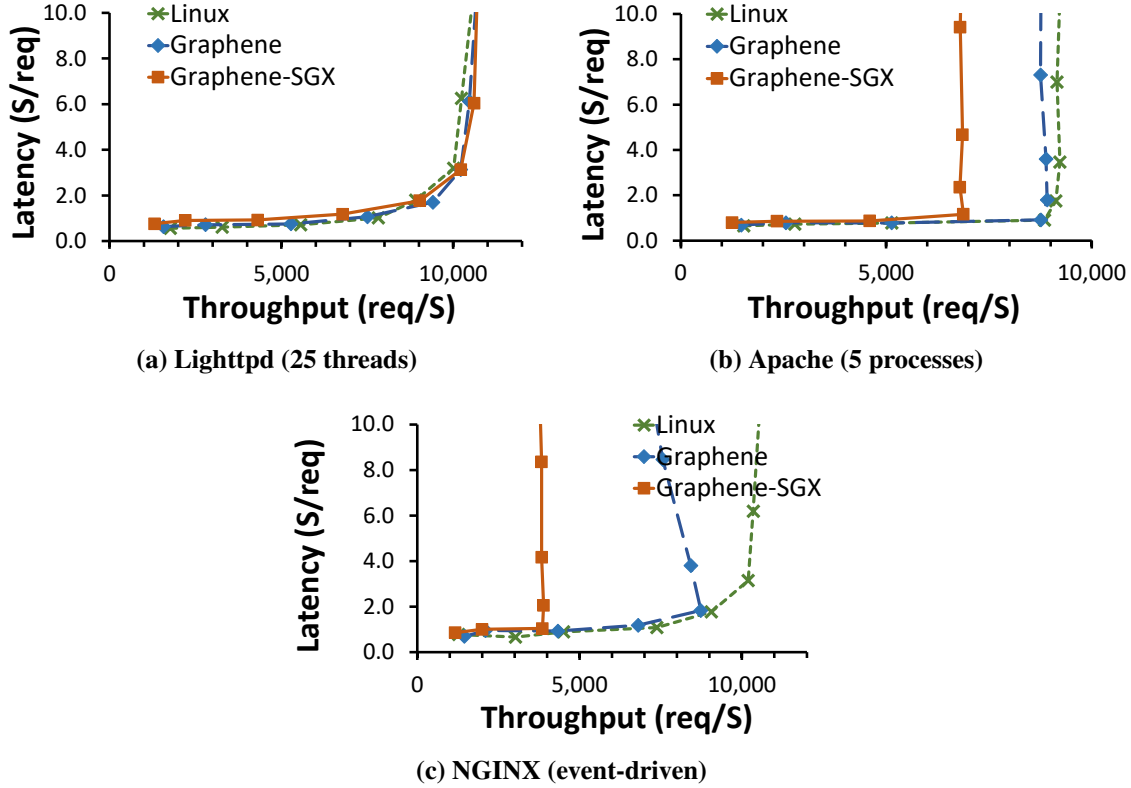 Latency (S/req)
10.0
8.0
6.0
4.0
2.0
0.0
Linux
Graphene
Graphene-SGX
0
5,000
10,000
Throughput (req/S)
(a) Lighttpd (25 threads)
Latency (S/req)
10.0
8.0
6.0
4.0
2.0
0.0
Linux
Graphene
Graphene-SGX
0
5,000
10,000
Throughput (req/S)
(b) Apache (5 processes)
Latency (S/req)
10.0
8.0
6.0
4.0
2.0
0.0
Linux
Graphene
Graphene-SGX
0
5,000
10,000
Throughput (req/S)
(c) NGINX (event-driven)